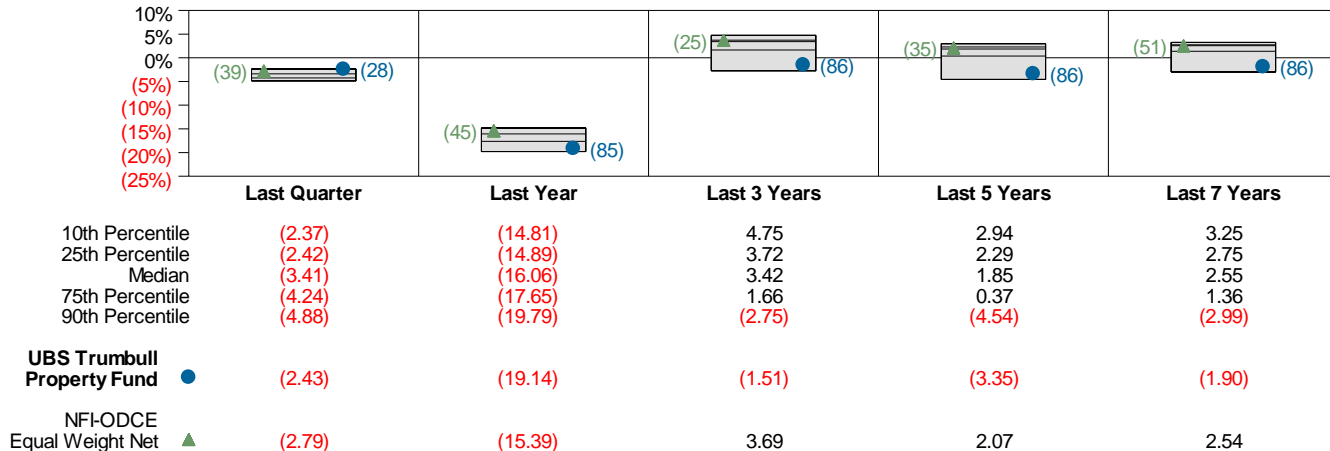 10%
5%
0%
(5%)
(10%)
(15%)
(20%)
(25%)
(39) (28)
(45) (85)
(25) (86)
(35) (86)
(51) (86)
Last Quarter Last Year Last 3 Years Last 5 Years Last 7 Years
10th Percentile (2.37) (14.81) 4.75 2.94 3.25
25th Percentile (2.42) (14.89) 3.72 2.29 2.75
Median (3.41) (16.06) 3.42 1.85 2.55
75th Percentile (4.24) (17.65) 1.66 0.37 1.36
90th Percentile (4.88) (19.79) (2.75) (4.54) (2.99)
UBS Trumbull
Property Fund (2.43) (19.14) (1.51) (3.35) (1.90)
NFI-ODCE
Equal Weight Net (2.79) (15.39) 3.69 2.07 2.54